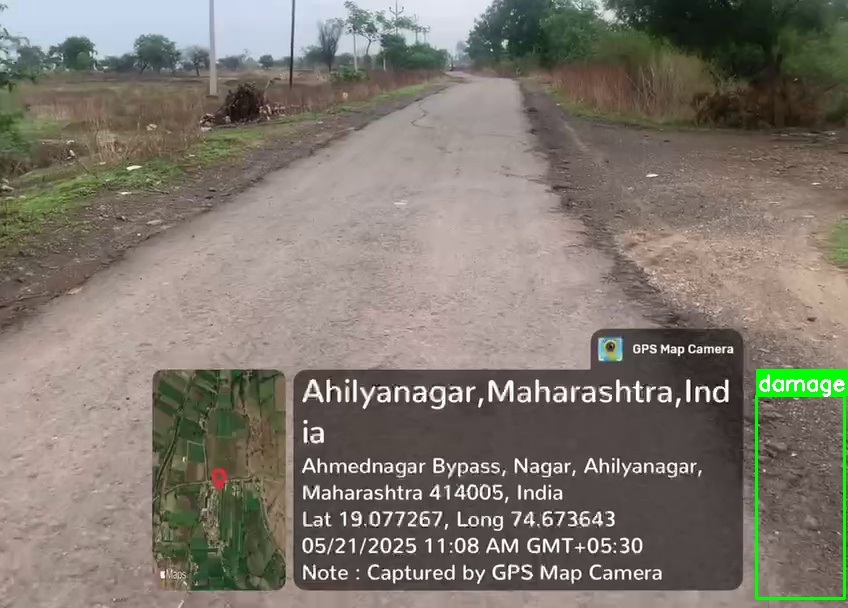 GPS Map Camera
damage
Ahilyanagar,Maharashtra,Ind
ia
Ahmednagar Bypass, Nagar, Ahilyanagar,
Maharashtra 414005, India
Lat 19.077267, Long 74.673643
05/21/2025 11:08 AM GMT+05:30
Note : Captured by GPS Map Camera
Maps